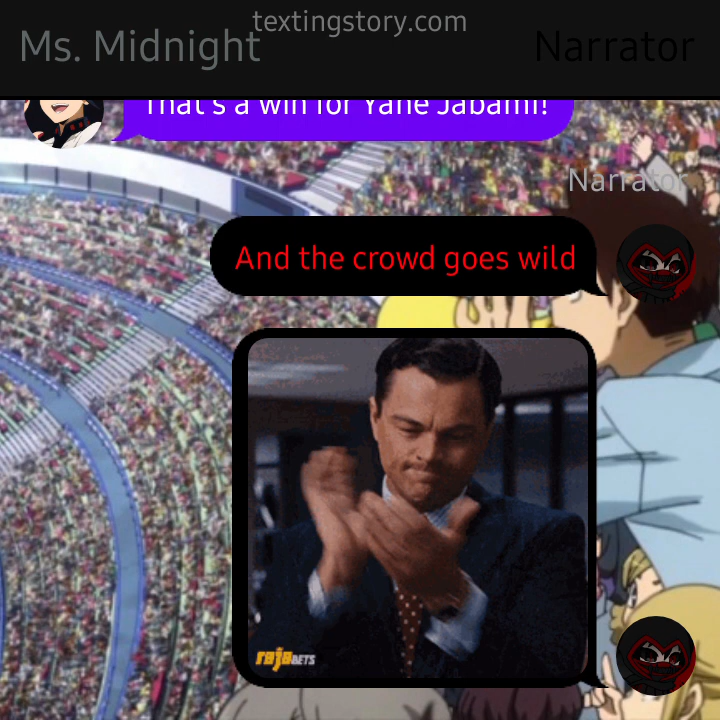 textingstory.com
Ms. Midnight
Narrator
That's a win for Yane Jabami!
Narrator
And the crowd goes wild
rajaBETS